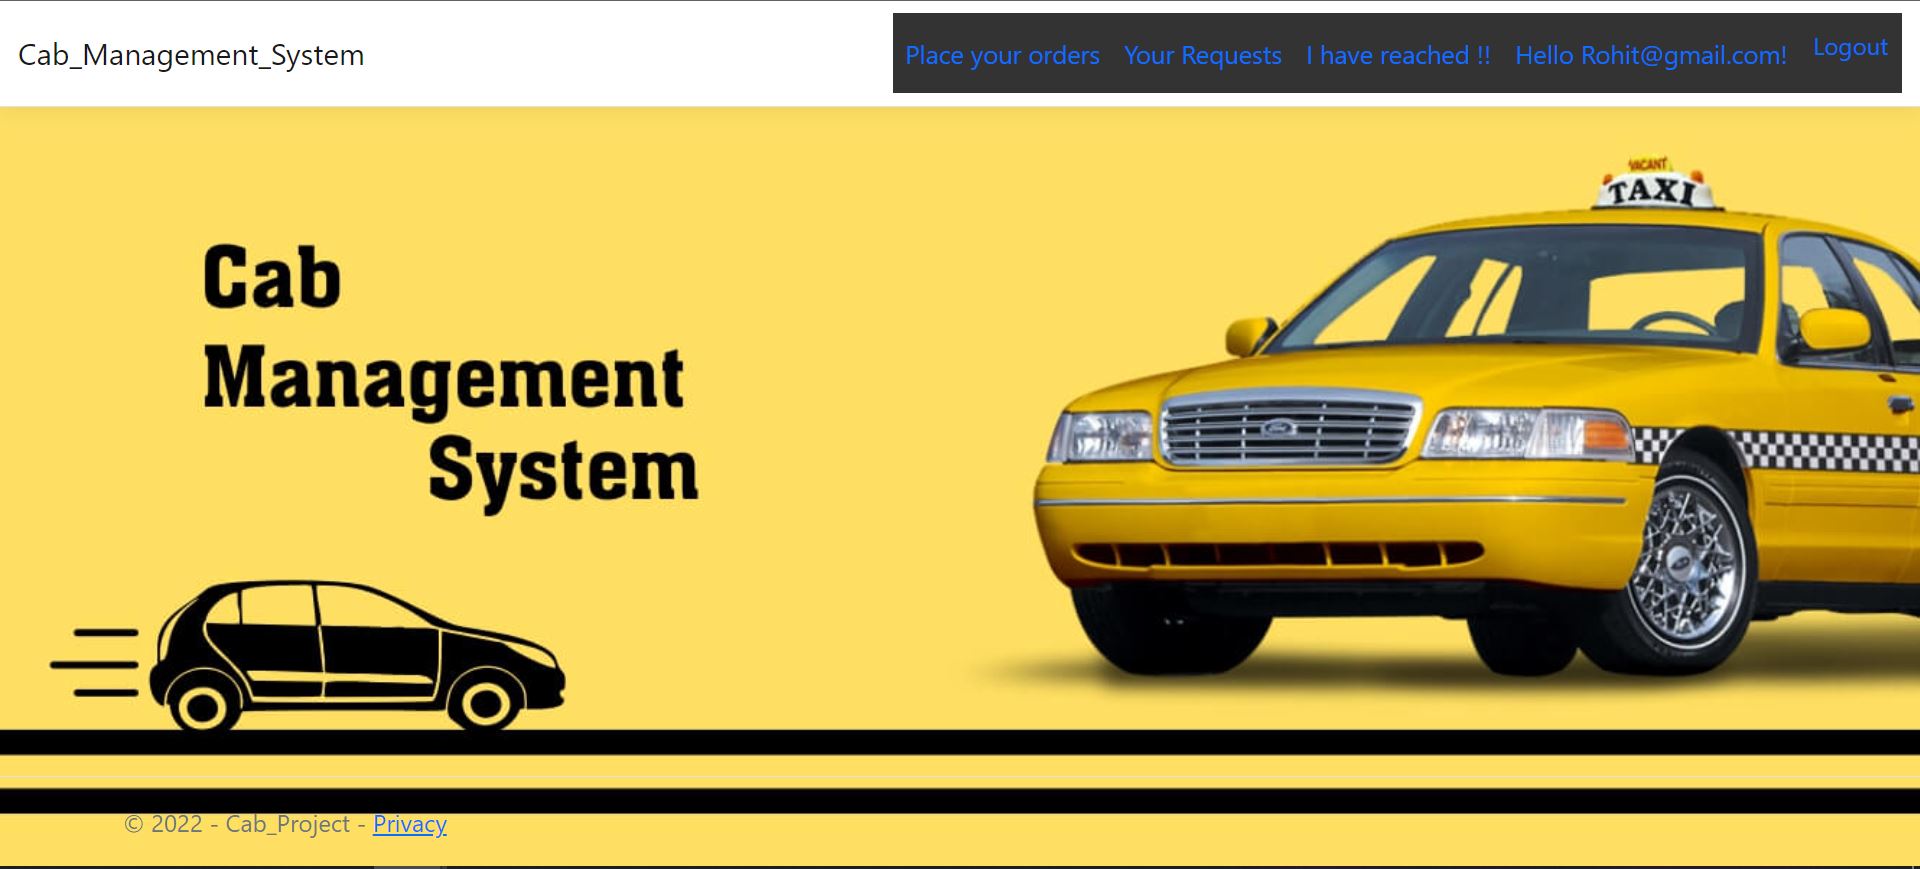 Cab_Management_System
Place your orders
Your Requests
I have reached !!
Hello Rohit@gmail.com!
Logout
VACANT
TAXI
Cab
Management
System
Ford
© 2022 - Cab_Project - Privacy